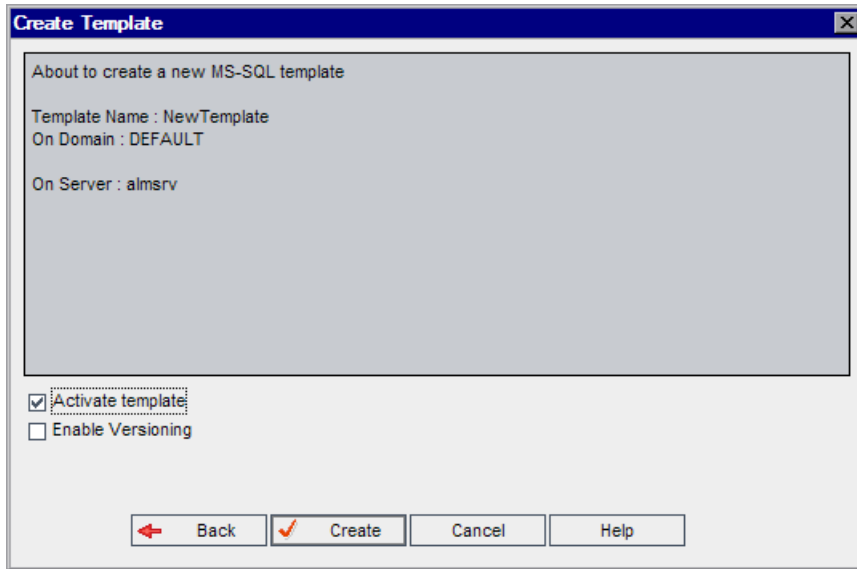 Create Template
About to create a new MS-SQL template
Template Name : NewTemplate
On Domain : DEFAULT
On Server : almsrv
Activate template
Enable Versioning
Back Create Cancel Help